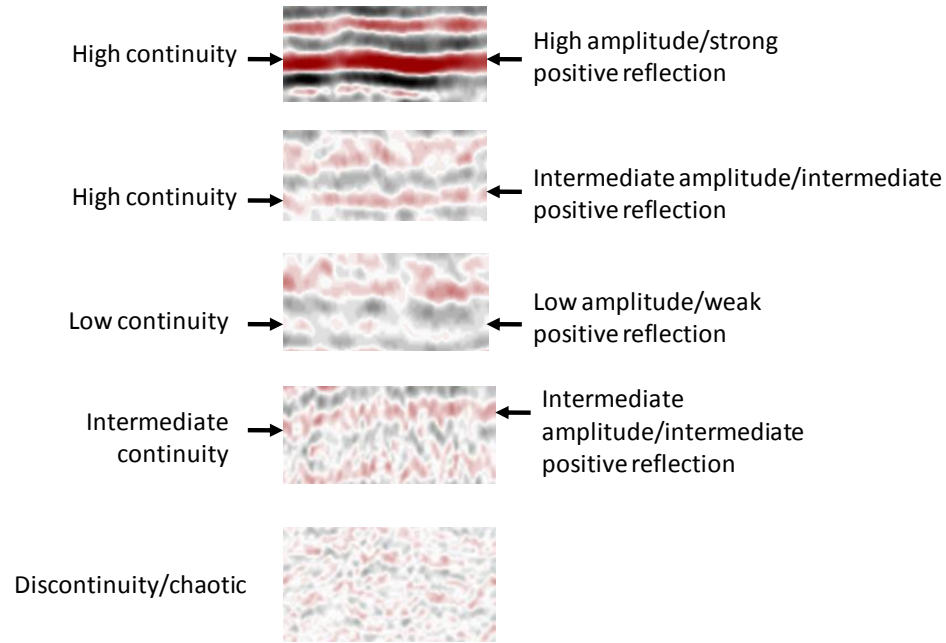 High continuity
High amplitude/strong
positive reflection
High continuity
Intermediate amplitude/intermediate
positive reflection
Low continuity
Low amplitude/weak
positive reflection
Intermediate
continuity
Intermediate
amplitude/intermediate
positive reflection
Discontinuity/chaotic